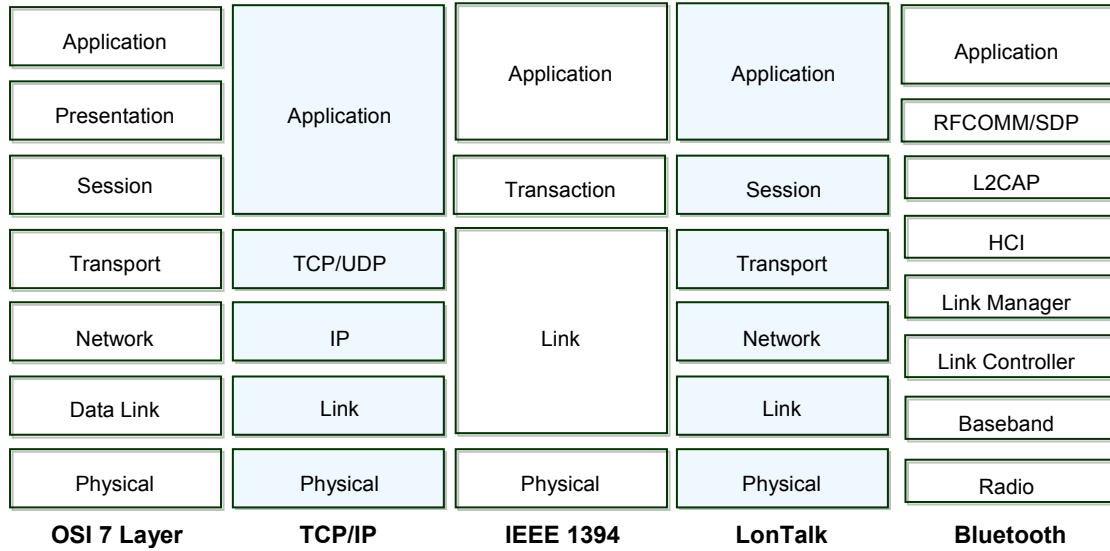 Application
Presentation
Session
Transport
Network
Data Link
Physical
OSI 7 Layer
Application
TCP/UDP
IP
Link
Physical
TCP/IP
Application
Transaction
Link
Physical
IEEE 1394
Application
Session
Transport
Network
Link
Physical
LonTalk
Application
RFCOMM/SDP
L2CAP
HCI
Link Manager
Link Controller
Baseband
Radio
Bluetooth